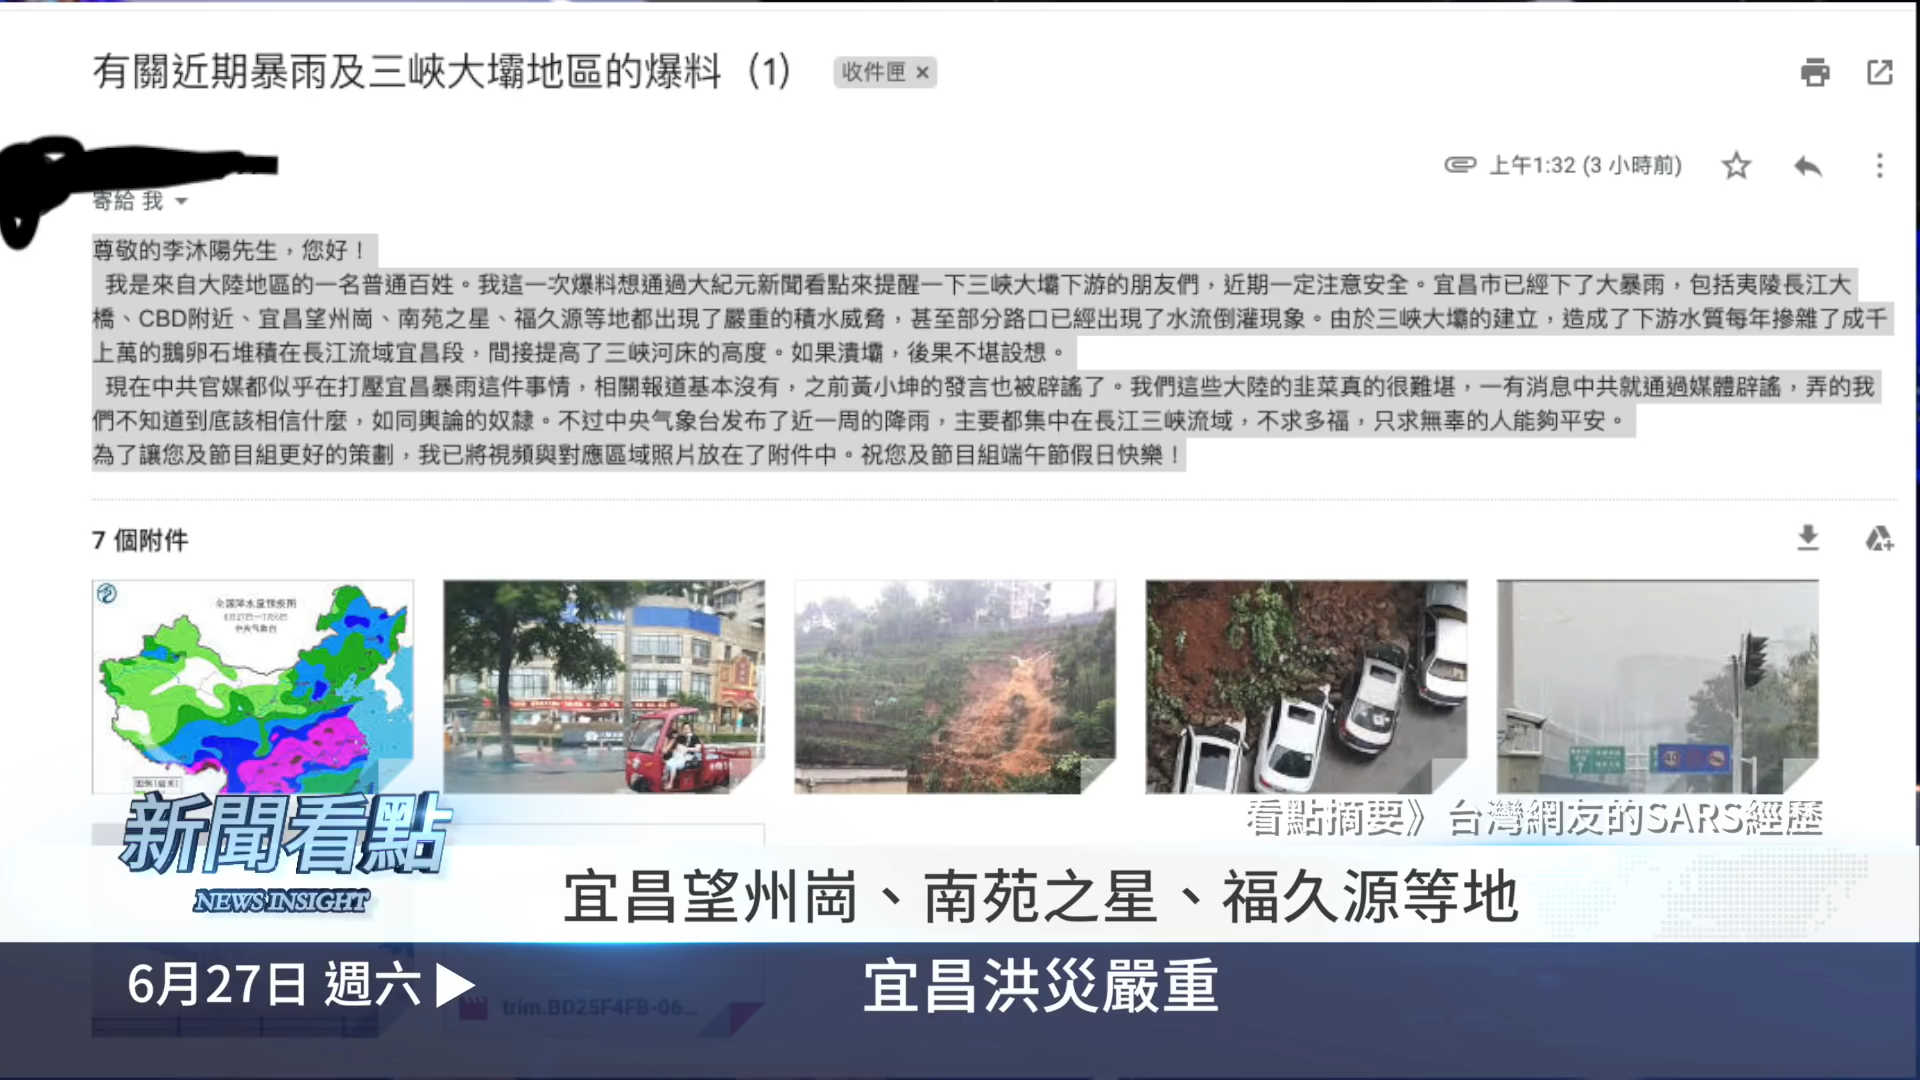 有關近期暴雨及三峽大壩地區的爆料（1）
收件匣 ×
上午1:32 (3 小時前)
寄給 我
尊敬的李沐陽先生，您好！
我是來自大陸地區的一名普通百姓。我這一次爆料想通過大紀元新聞看點來提醒一下三峽大壩下游的朋友們，近期一定注意安全。宜昌市已經下了大暴雨，包括夷陵長江大
橋、CBD附近、宜昌望州崗、南苑之星、福久源等地都出現了嚴重的積水威脅，甚至部分路口已經出現了水流倒灌現象。由於三峽大壩的建立，造成了下游水質每年摻雜了成千
上萬的鵝卵石堆積在長江流域宜昌段，間接提高了三峽河床的高度。如果潰壩，後果不堪設想。
現在中共官媒都似乎在打壓宜昌暴雨這件事情，相關報道基本沒有，之前黃小坤的發言也被辟謠了。我們這些大陸的韭菜真的很難堪，一有消息中共就通過媒體辟謠，弄的我
們不知道到底該相信什麼，如同輿論的奴隸。不过中央气象台发布了近一周的降雨，主要都集中在長江三峽流域，不求多福，只求無辜的人能夠平安。
為了讓您及節目組更好的策劃，我已將視頻與對應區域照片放在了附件中。祝您及節目組端午節假日快樂！
7 個附件
全国降水量预报图
中央气象台
看點摘要》台灣網友的SARS經歷
新聞看點
NEWS INSIGHT
宜昌望州崗、南苑之星、福久源等地
6月27日 週六
宜昌洪災嚴重
trim.BD25F4FB-06...